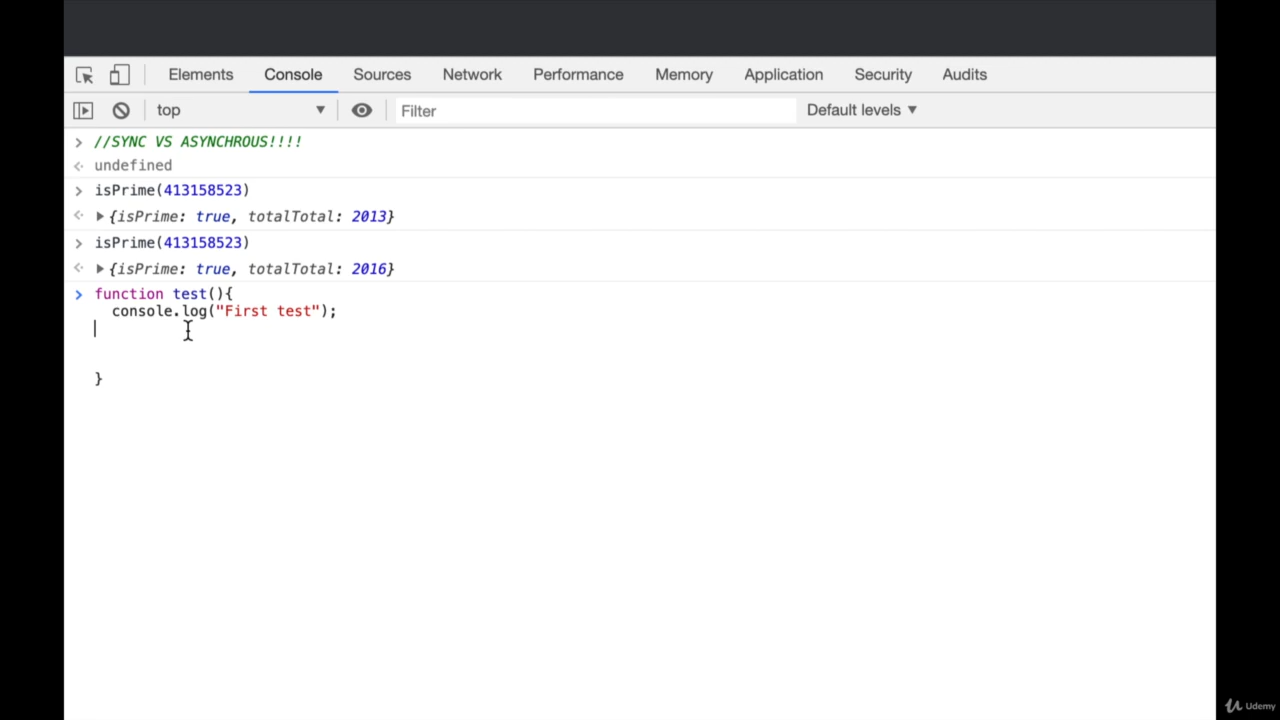 Elements Console Sources Network Performance Memory Application Security Audits
top ▼ Filter Default levels ▼
> //SYNC VS ASYNCHROUS!!!!
undefined
> isPrime(413158523)
{isPrime: true, totalTotal: 2013}
> isPrime(413158523)
{isPrime: true, totalTotal: 2016}
> function test(){
console.log("First test");
}
Udemy